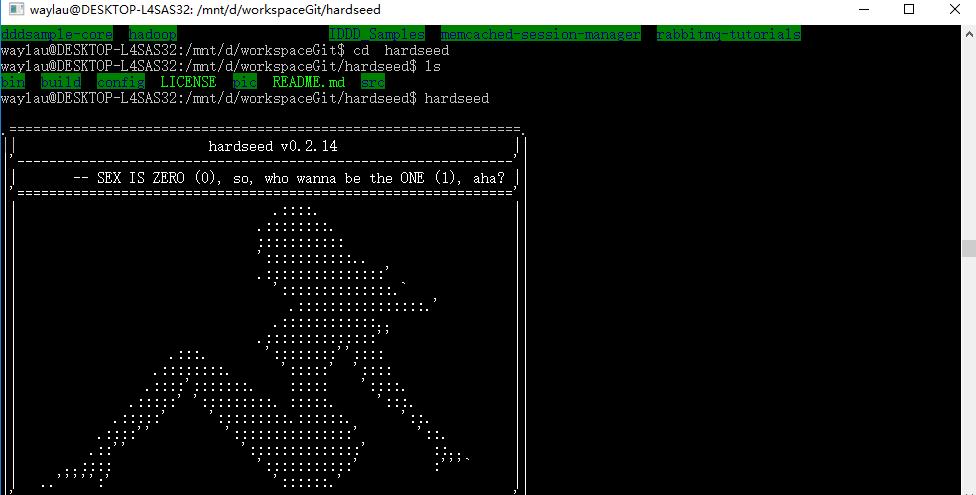 waylau@DESKTOP-L4SAS32: /mnt/d/workspaceGit/hardseed
dddsample-core hadoop IDDD_Samples memcached-session-manager rabbitmq-tutorials
waylau@DESKTOP-L4SAS32:/mnt/d/workspaceGit$ cd  hardseed
waylau@DESKTOP-L4SAS32:/mnt/d/workspaceGit/hardseed$ ls
bin build config LICENSE pic README.md src
waylau@DESKTOP-L4SAS32:/mnt/d/workspaceGit/hardseed$ hardseed
hardseed v0.2.14
-- SEX IS ZERO (0), so, who wanna be the ONE (1), aha?